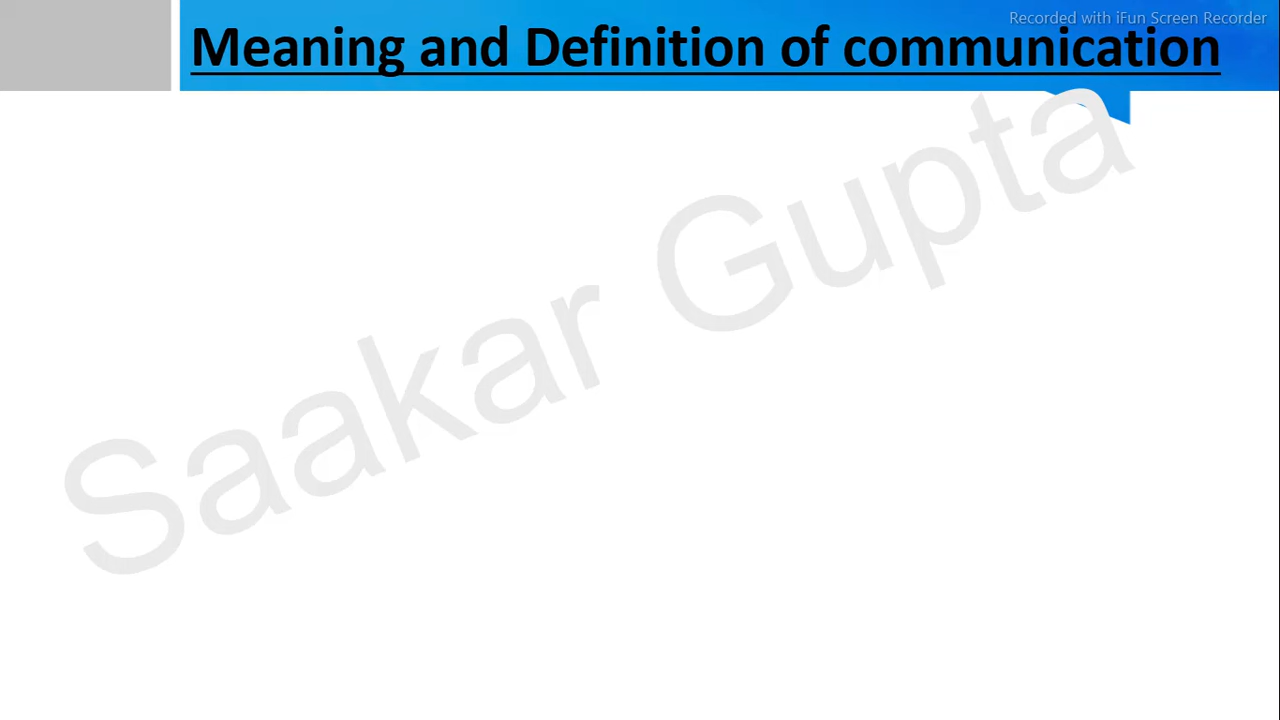 Recorded with iFun Screen Recorder
Meaning and Definition of communication
Saakar Gupta